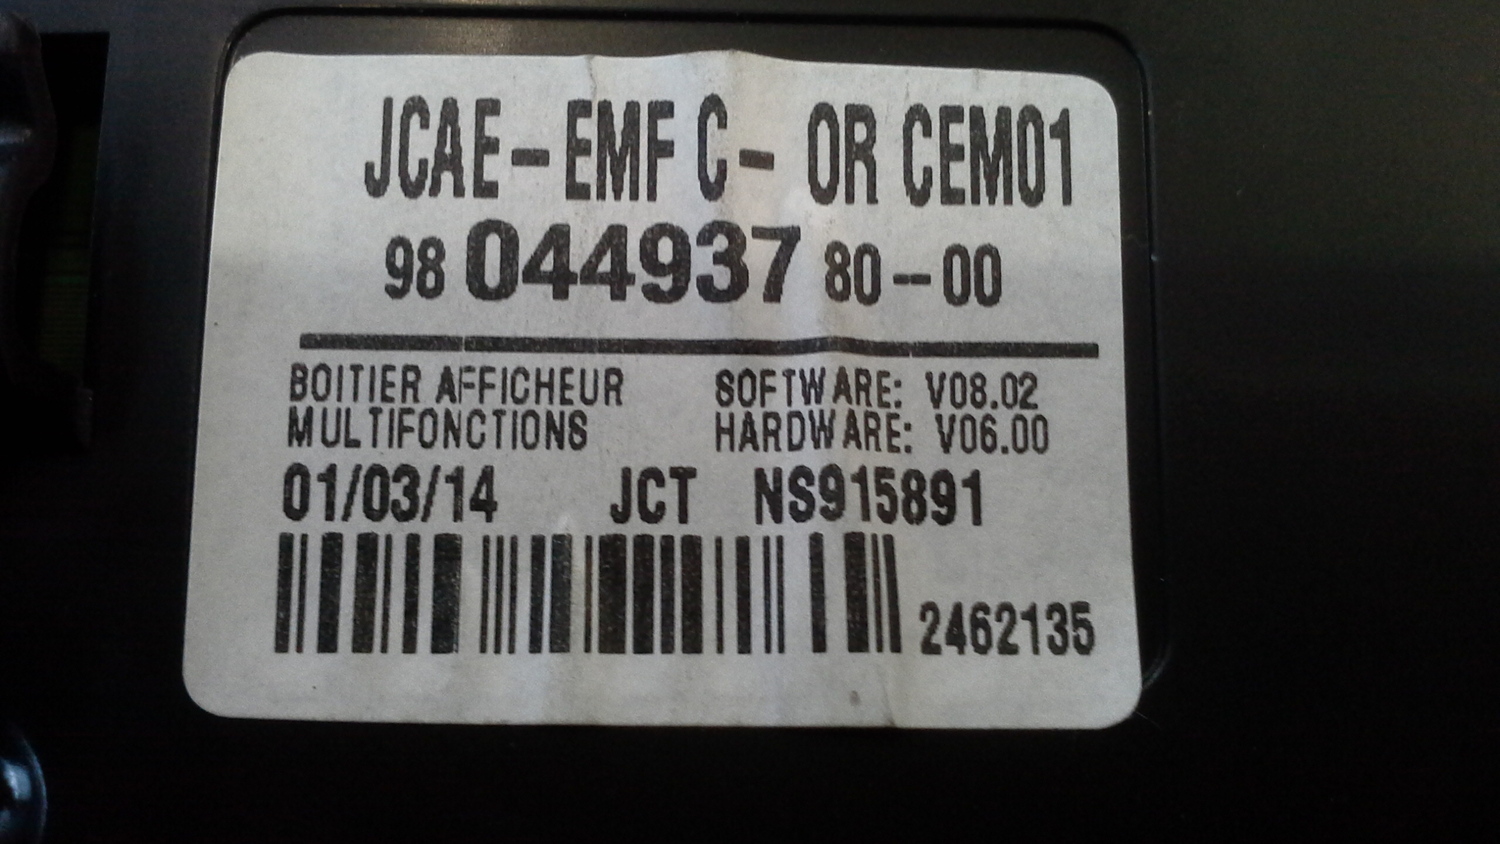 JCAE-EMF C- OR CEM01
98 044937 80-00
BOITIER AFFICHEUR SOFTWARE: V08.02
MULTIFONCTIONS HARDWARE: V06.00
01/03/14 JCT NS915891
2462135